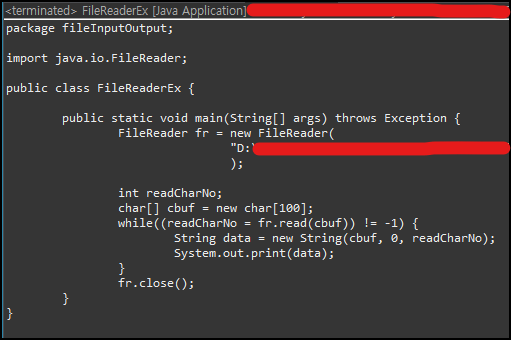 <terminated> FileReaderEx [Java Application]
package fileInputOutput;
import java.io.FileReader;
public class FileReaderEx {
public static void main(String[] args) throws Exception {
FileReader fr = new FileReader(
"D:\
);
int readCharNo;
char[] cbuf = new char[100];
while((readCharNo = fr.read(cbuf)) != -1) {
String data = new String(cbuf, 0, readCharNo);
System.out.print(data);
}
fr.close();
}
}